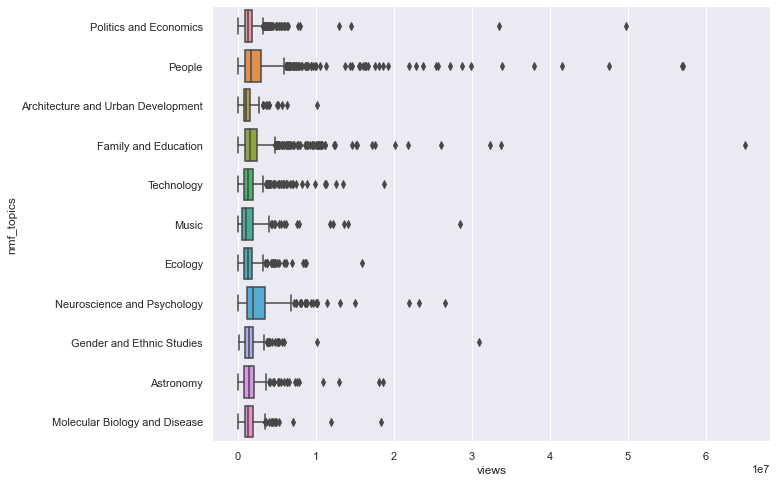 Politics and Economics
People
Architecture and Urban Development
Family and Education
Technology
Music
Ecology
Neuroscience and Psychology
Gender and Ethnic Studies
Astronomy
Molecular Biology and Disease
nmf_topics
0 1 2 3 4 5 6
views
1e7